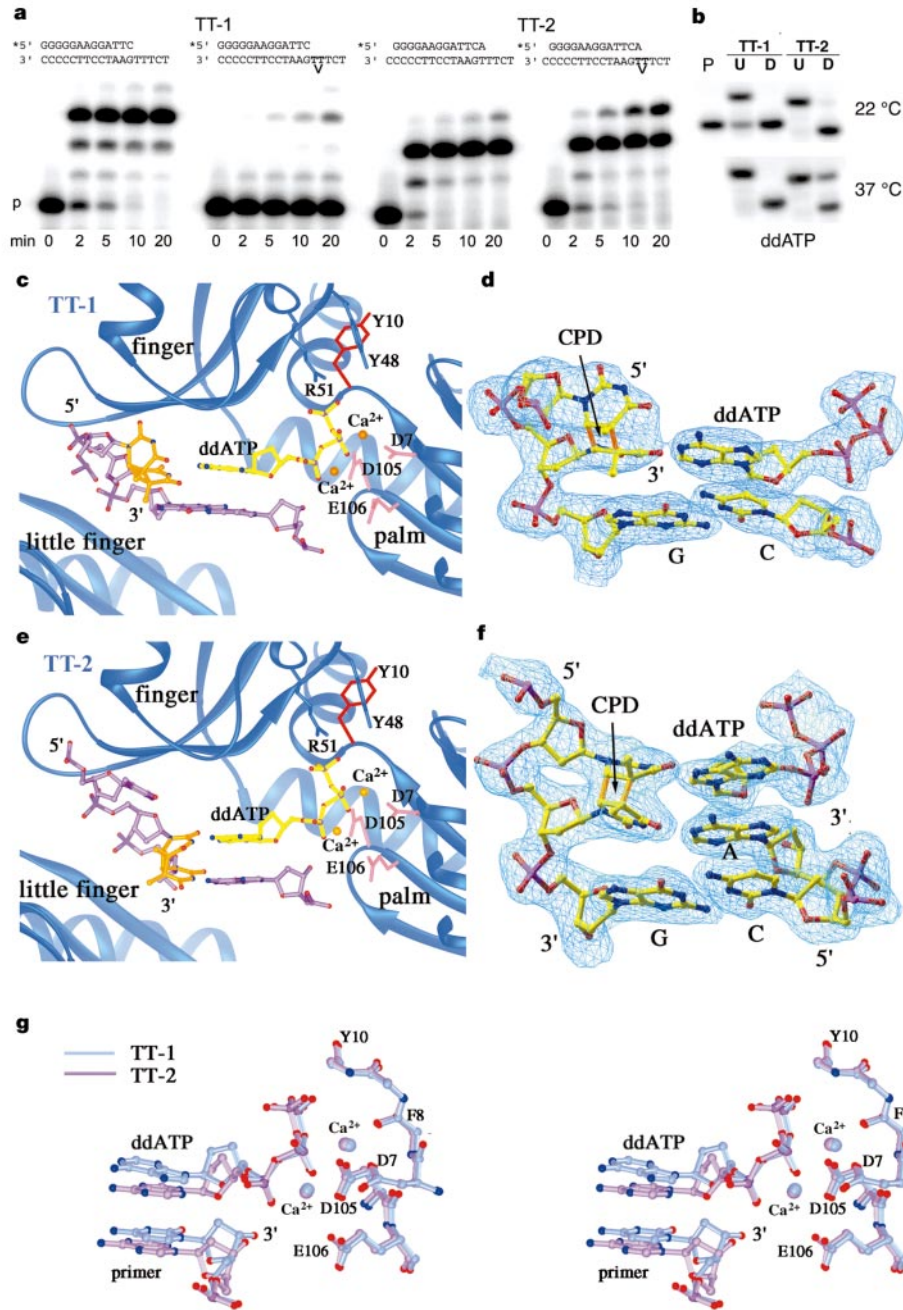 a
TT-1
TT-2
*5' GGGGGAAGGATTC
3' CCCCCTTCCTAAGTTTCT
*5' GGGGGAAGGATTC
3' CCCCCTTCCTAAGTTTCT
*5' GGGGGAAGGATTCA
3' CCCCCTTCCTAAGTTTCT
*5' GGGGGAAGGATTCA
3' CCCCCTTCCTAAGTTTCT
p
min 0 2 5 10 20
0 2 5 10 20
0 2 5 10 20
0 2 5 10 20
b
TT-1 TT-2
P U D U D
22 °C
37 °C
ddATP
c
TT-1
finger
Y10
Y48
R51
5'
ddATP
Ca2+
D7
D105
Ca2+
E106
3'
little finger
palm
d
CPD
5'
ddATP
3'
G
C
e
TT-2
finger
Y10
Y48
R51
5'
ddATP
Ca2+
D7
D105
Ca2+
E106
3'
little finger
palm
f
5'
CPD
ddATP
3'
A
3'
G
C
5'
g
TT-1
TT-2
Y10
F8
Ca2+
ddATP
D7
Ca2+
D105
3'
E106
primer
Y10
F
Ca2+
ddATP
D7
Ca2+
D105
3'
E106
primer